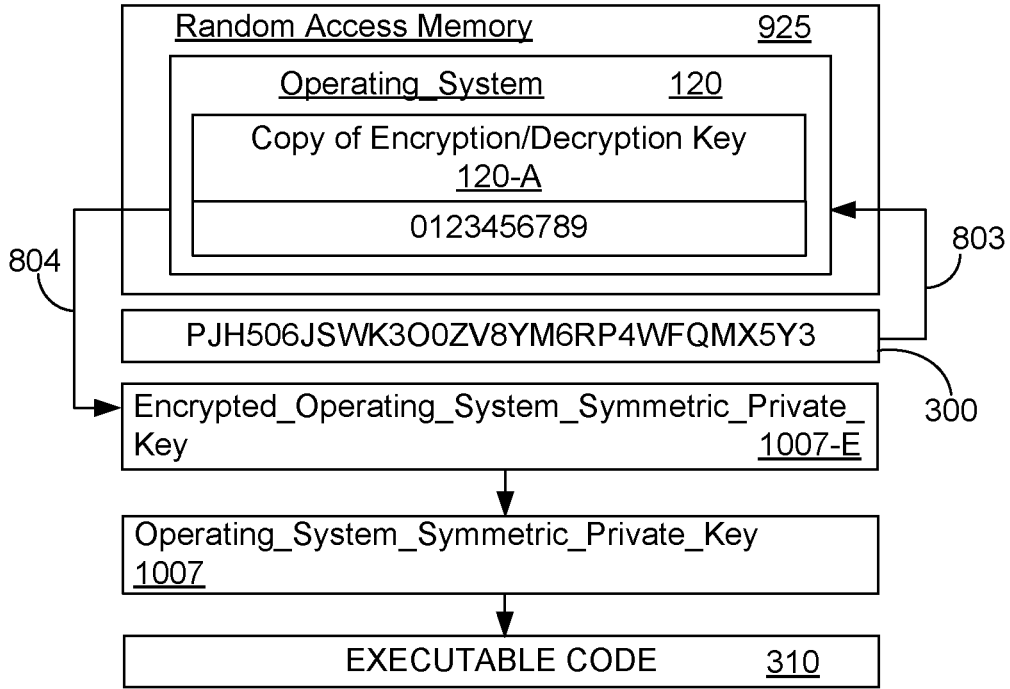 Random Access Memory 925
Operating_System 120
Copy of Encryption/Decryption Key
120-A
0123456789
804
803
PJH506JSWK3O0ZV8YM6RP4WFQMX5Y3
300
Encrypted_Operating_System_Symmetric_Private_
Key 1007-E
Operating_System_Symmetric_Private_Key
1007
EXECUTABLE CODE 310